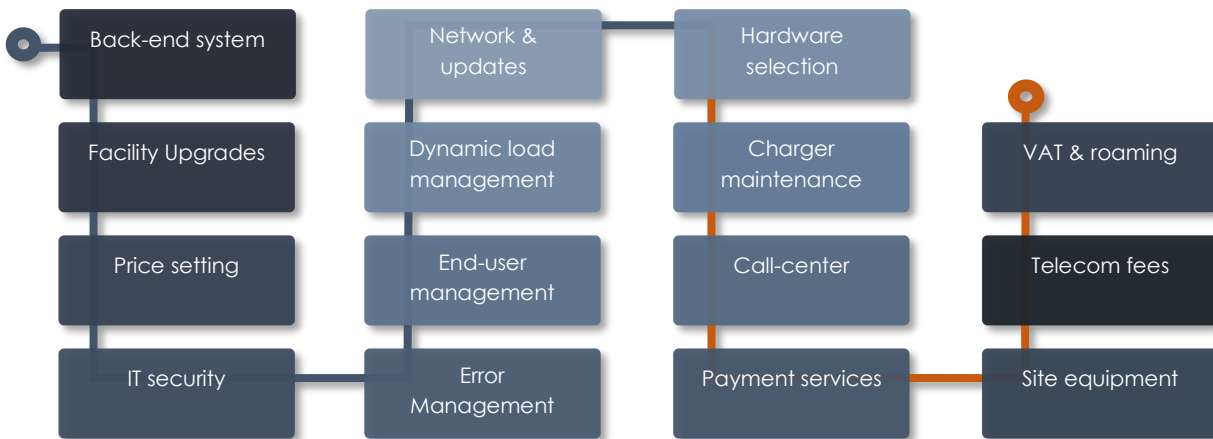 Back-end system
Facility Upgrades
Price setting
IT security
Network &
updates
Dynamic load
management
End-user
management
Error
Management
Hardware
selection
Charger
maintenance
Call-center
Payment services
VAT & roaming
Telecom fees
Site equipment